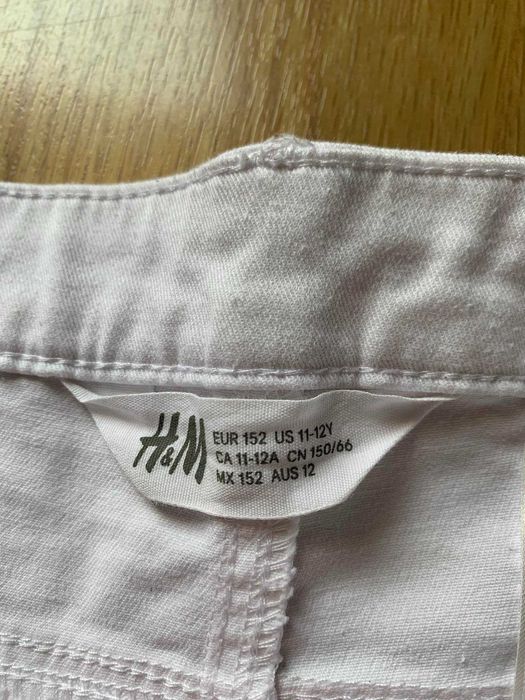 H&M
EUR 152 US 11-12Y
CA 11-12A CN 150/66
MX 152 AUS 12